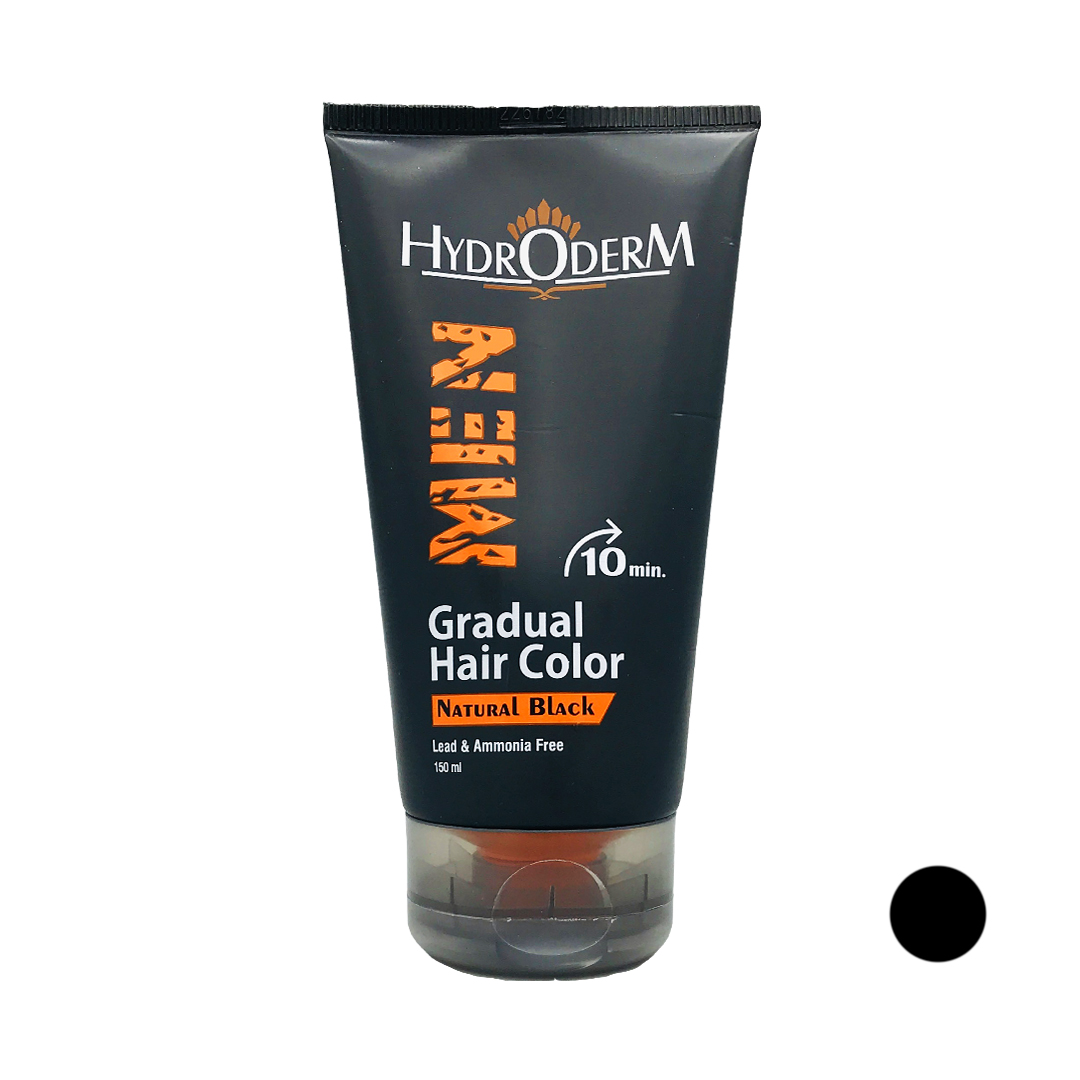 HYDRODERM
MEN
10 min.
Gradual
Hair Color
Natural Black
Lead & Ammonia Free
150 ml